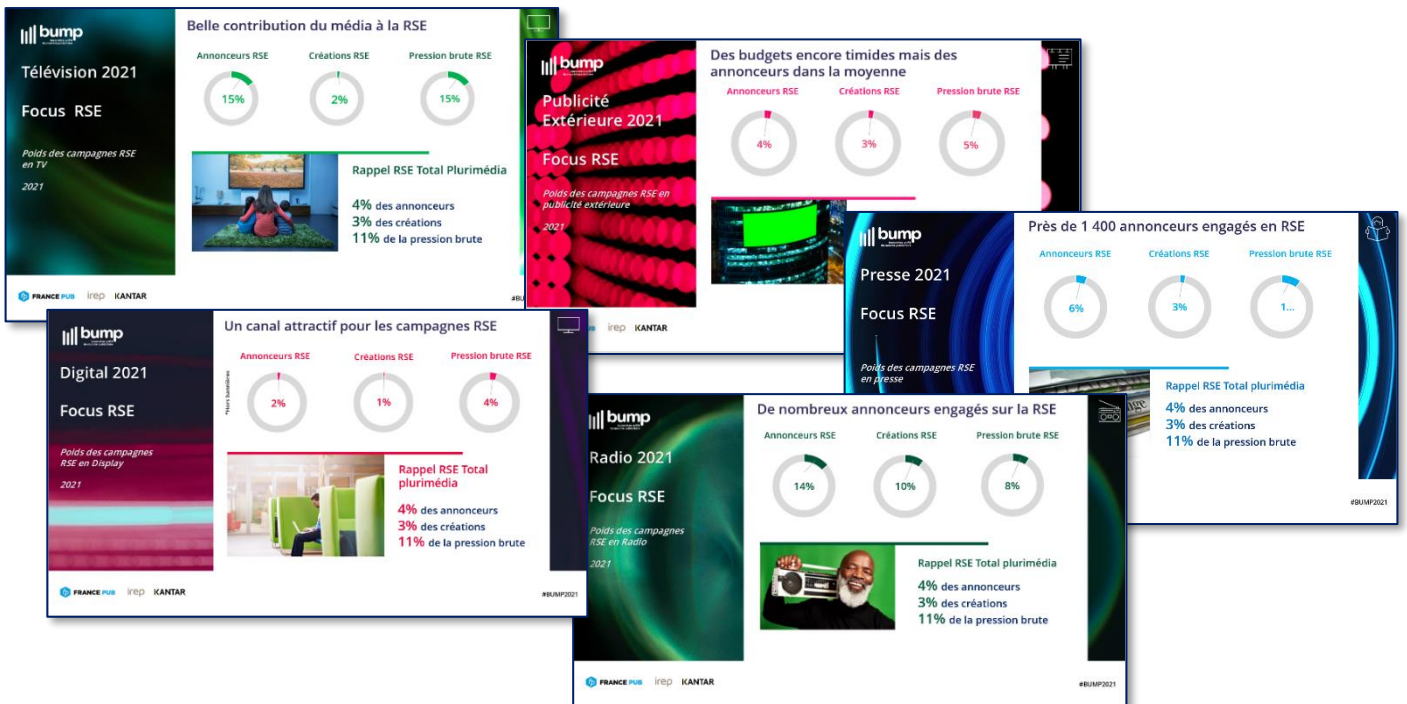 bump
Télévision 2021
Focus RSE
Poids des campagnes RSE
en TV
2021
Belle contribution du média à la RSE
Annonceurs RSE
Créations RSE
Pression brute RSE
15%
2%
15%
Rappel RSE Total Plurimédia
4% des annonceurs
3% des créations
11% de la pression brute
FRANCE PUB
irep
KANTAR
#BU
bump
Publicité
Extérieure 2021
Focus RSE
Poids des campagnes RSE en
publicité extérieure
2021
Des budgets encore timides mais des
annonceurs dans la moyenne
Annonceurs RSE
Créations RSE
Pression brute RSE
4%
3%
5%
irep
KANTAR
bump
Presse 2021
Focus RSE
Poids des campagnes RSE
en presse
Près de 1 400 annonceurs engagés en RSE
Annonceurs RSE
Créations RSE
Pression brute RSE
6%
3%
1...
Rappel RSE Total plurimédia
4% des annonceurs
3% des créations
11% de la pression brute
#BUMP2021
bump
Digital 2021
Focus RSE
Poids des campagnes
RSE en Display
2021
Un canal attractif pour les campagnes RSE
*Hors bannières
Annonceurs RSE
Créations RSE
Pression brute RSE
2%
1%
4%
Rappel RSE Total
plurimédia
4% des annonceurs
3% des créations
11% de la pression brute
FRANCE PUB
irep
KANTAR
#BUMP2021
bump
Radio 2021
Focus RSE
Poids des campagnes
RSE en Radio
2021
De nombreux annonceurs engagés sur la RSE
Annonceurs RSE
Créations RSE
Pression brute RSE
14%
10%
8%
Rappel RSE Total plurimédia
4% des annonceurs
3% des créations
11% de la pression brute
FRANCE PUB
irep
KANTAR
#BUMP2021